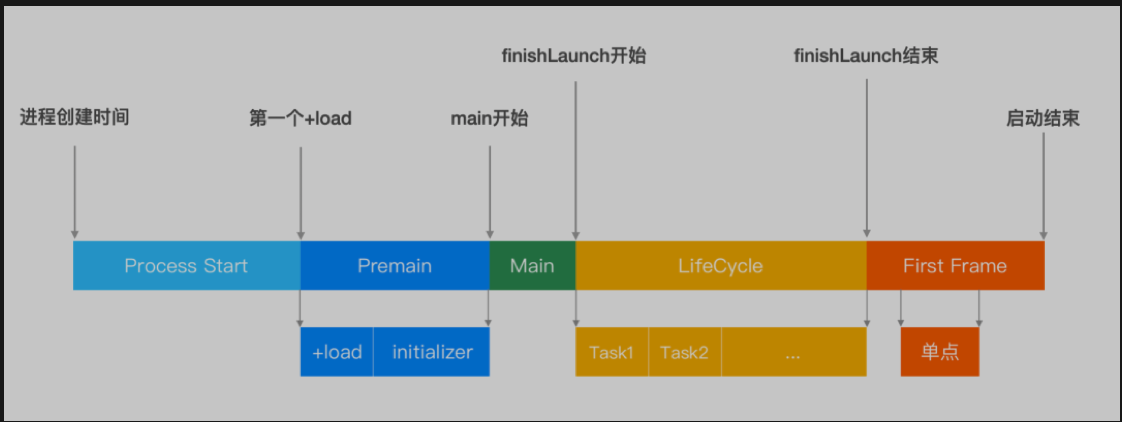 finishLaunch开始
finishLaunch结束
进程创建时间
第一个+load
main开始
启动结束
Process Start
Premain
Main
LifeCycle
First Frame
+load
initializer
Task1
Task2
...
单点